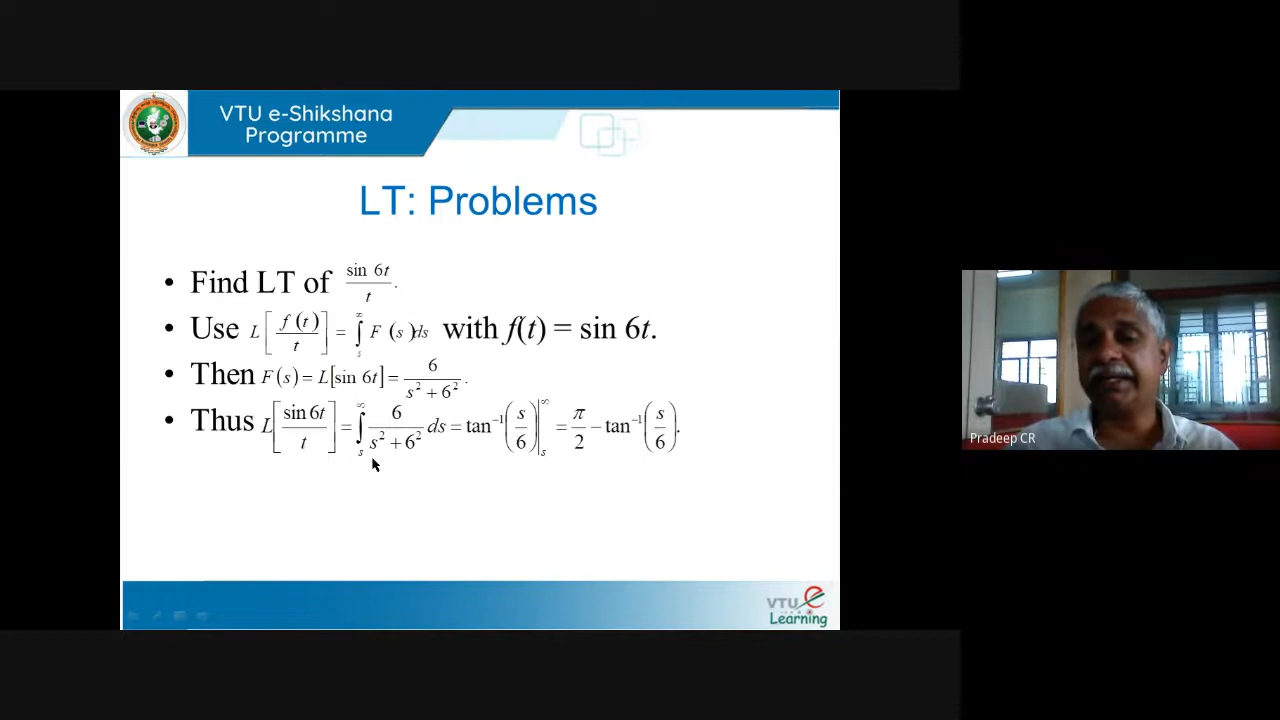 VTU e-Shikshana
Programme
LT: Problems
• Find LT of sin 6t / t.
• Use L[f(t)/t] = ∫_s^∞ F(s)ds with f(t) = sin 6t.
• Then F(s) = L[sin 6t] = 6/(s² + 6²).
• Thus L[sin 6t / t] = ∫_s^∞ 6/(s² + 6²) ds = tan⁻¹(s/6)|_s^∞ = π/2 − tan⁻¹(s/6).
Pradeep CR
VTU e
Learning